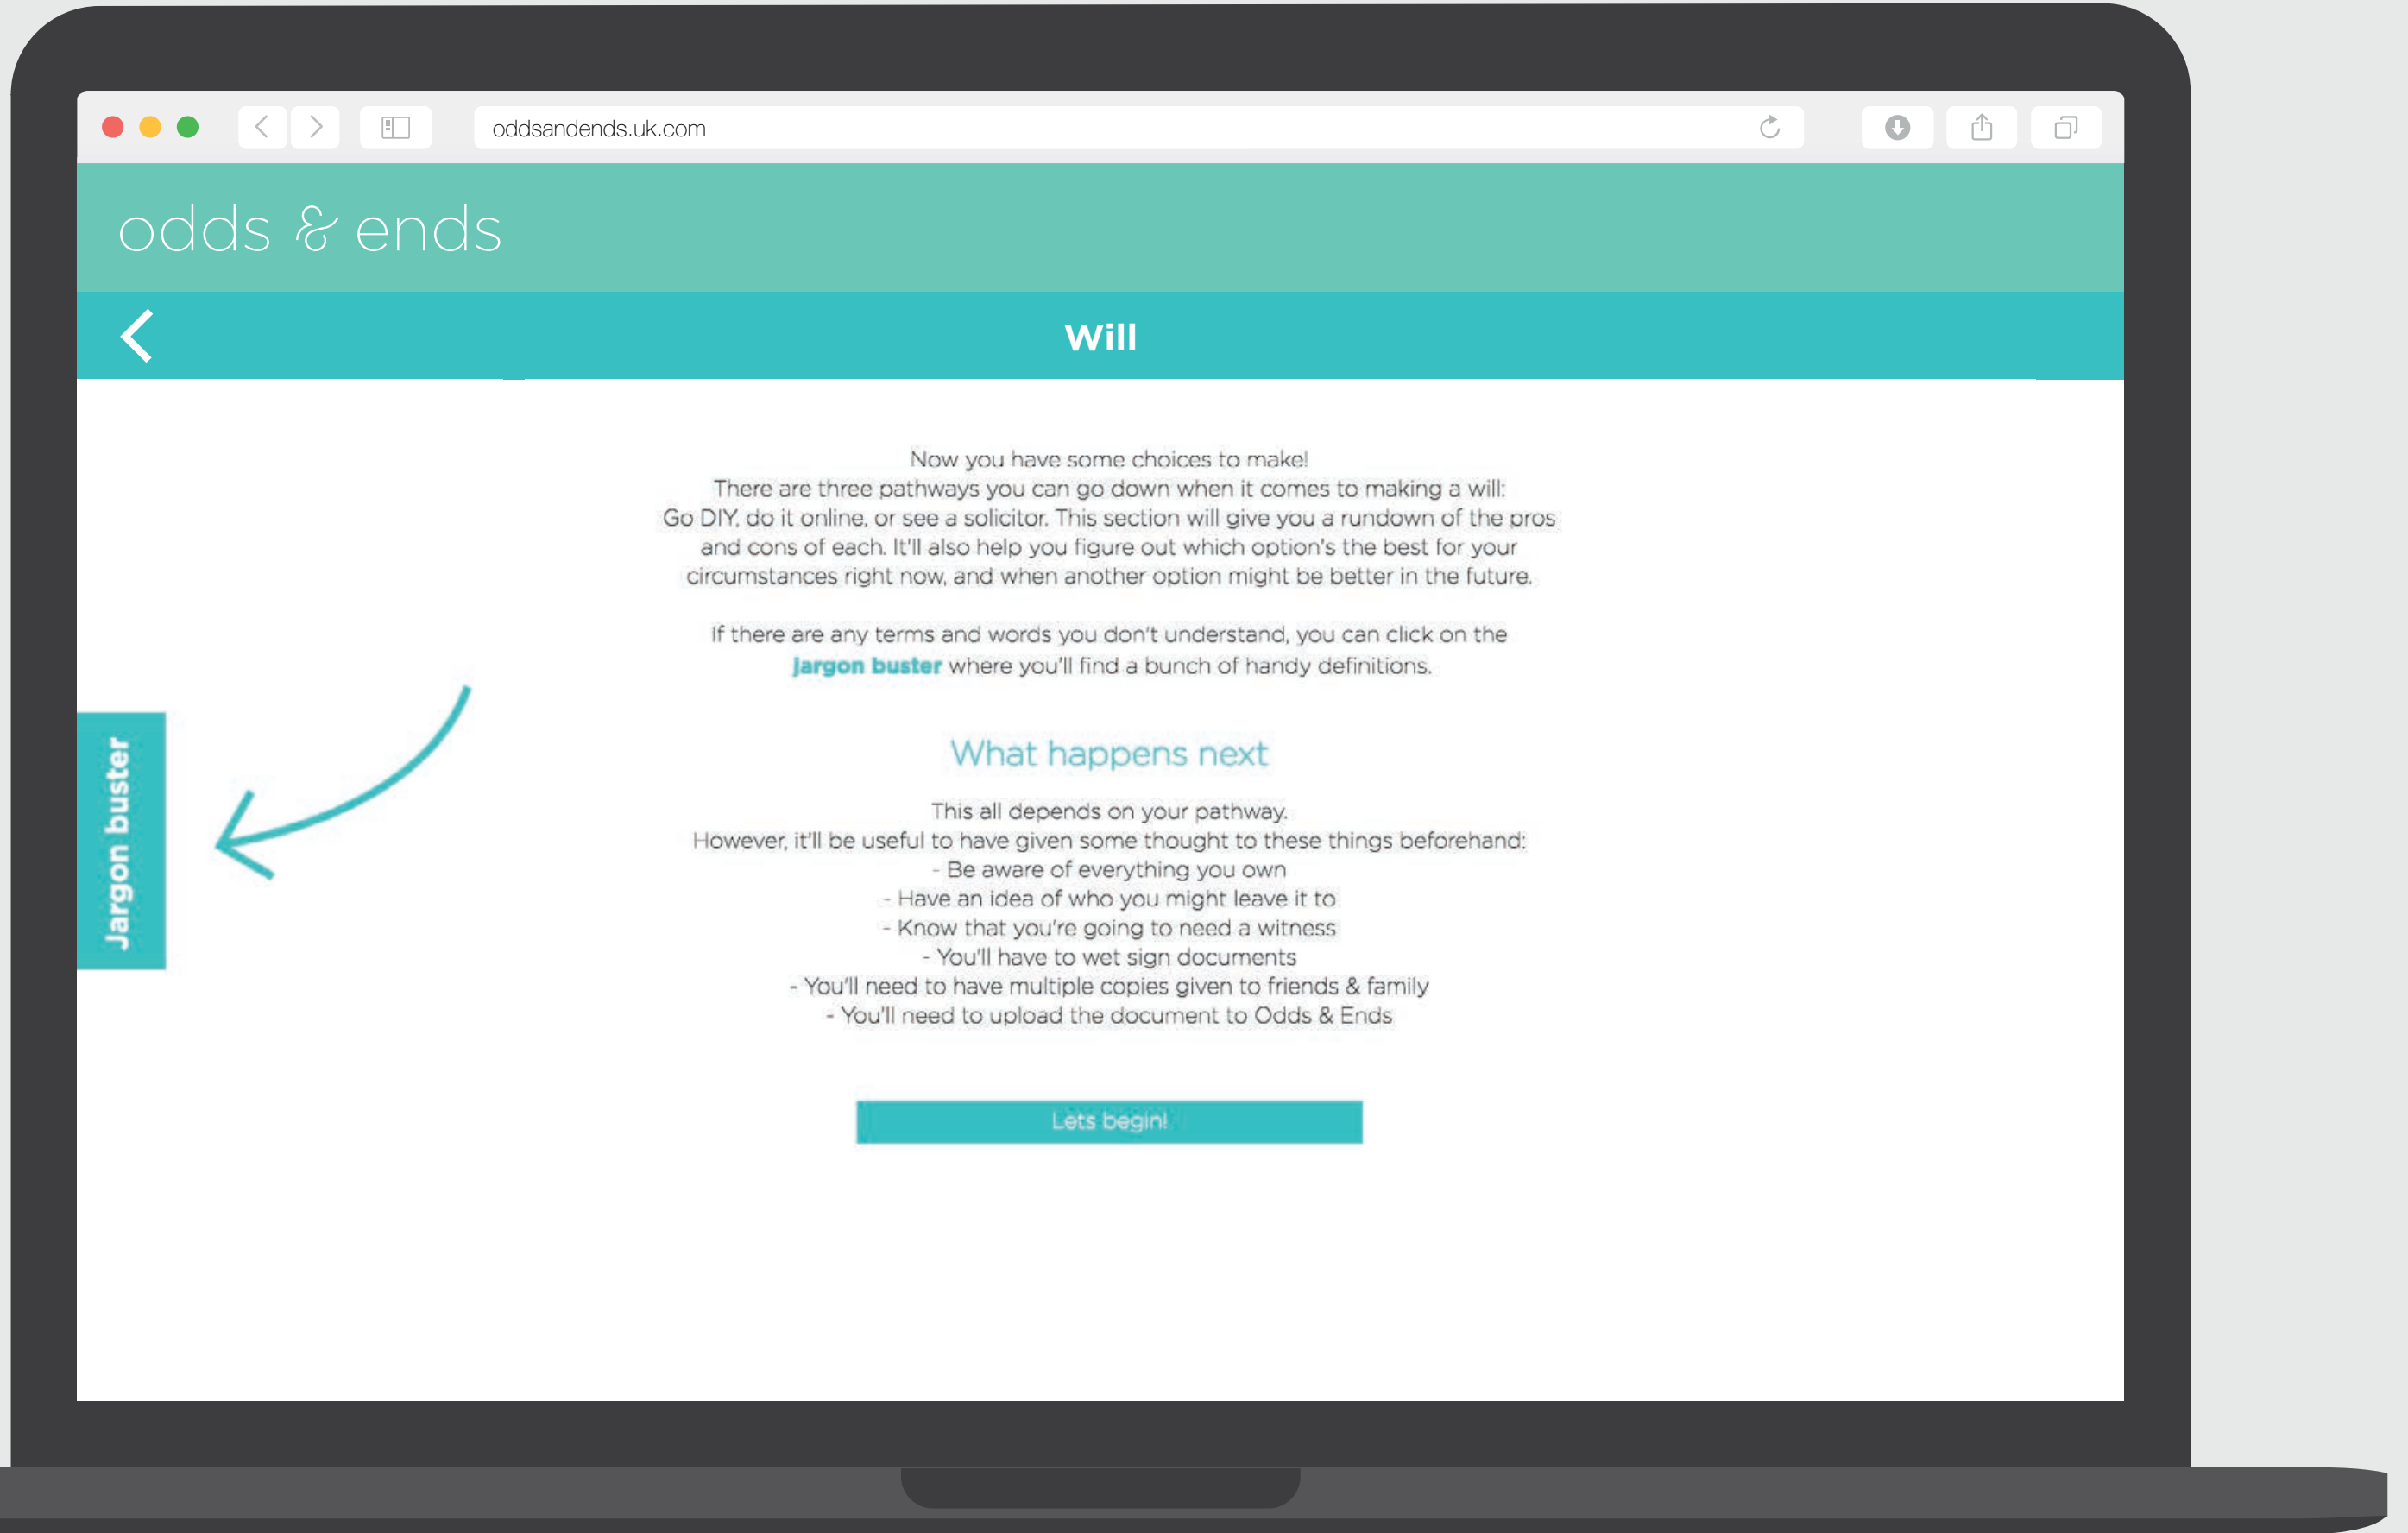 oddsandends.uk.com
odds & ends
Will
Now you have some choices to make!
There are three pathways you can go down when it comes to making a will:
Go DIY, do it online, or see a solicitor. This section will give you a rundown of the pros
and cons of each. It'll also help you figure out which option's the best for your
circumstances right now, and when another option might be better in the future.
If there are any terms and words you don't understand, you can click on the
jargon buster where you'll find a bunch of handy definitions.
Jargon buster
What happens next
This all depends on your pathway.
However, it'll be useful to have given some thought to these things beforehand:
- Be aware of everything you own
- Have an idea of who you might leave it to
- Know that you're going to need a witness
- You'll have to wet sign documents
- You'll need to have multiple copies given to friends & family
- You'll need to upload the document to Odds & Ends
Lets begin!